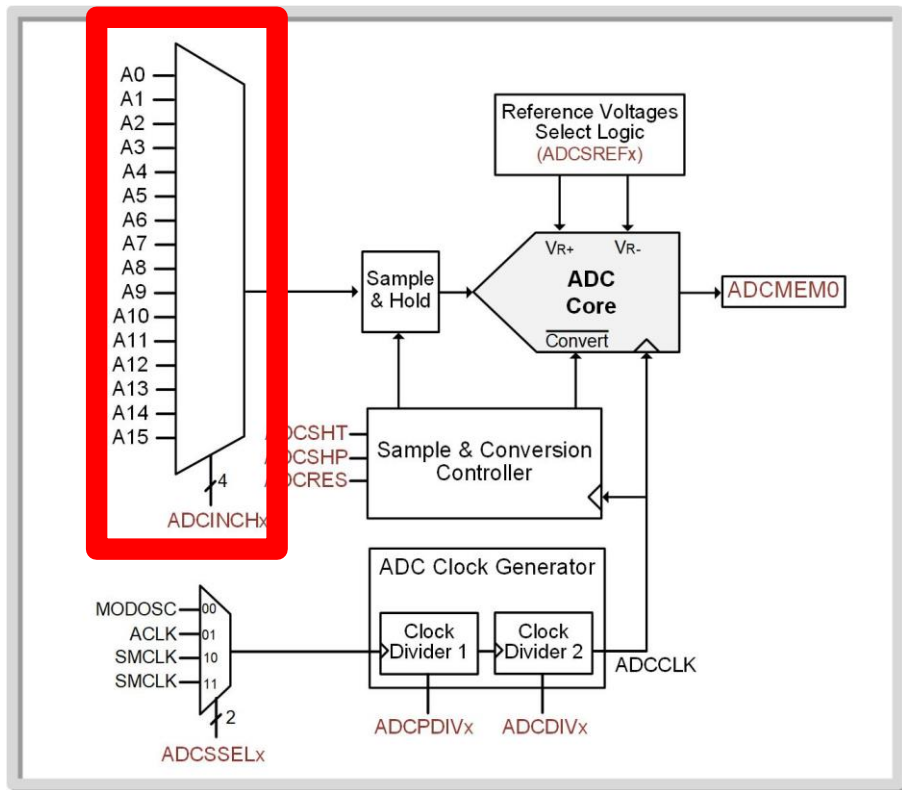 A0
A1
A2
A3
A4
A5
A6
A7
A8
A9
A10
A11
A12
A13
A14
A15
4
ADCINCHx
Reference Voltages
Select Logic
(ADCSREFx)
Sample
& Hold
VR+
VR-
ADC
Core
Convert
ADCMEM0
ADCSHT
ADCSHP
ADCRES
Sample & Conversion
Controller
MODOSC
ACLK
SMCLK
SMCLK
00
01
10
11
2
ADCSSELx
ADC Clock Generator
Clock
Divider 1
Clock
Divider 2
ADCCLK
ADCPDIVx
ADCDIVx